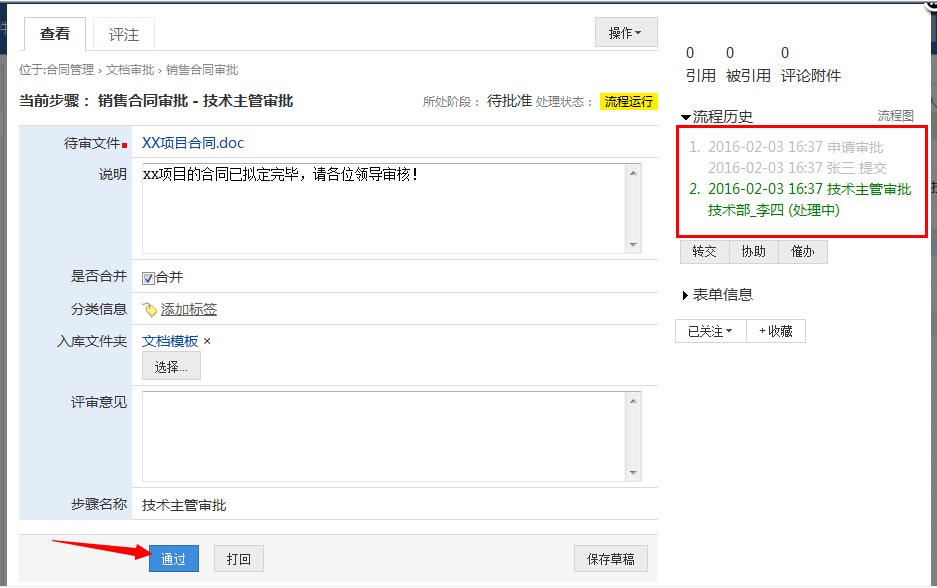 查看
评注
操作
位于:合同管理 › 文档审批 › 销售合同审批
当前步骤： 销售合同审批 - 技术主管审批
所处阶段： 待批准 处理状态： 流程运行
待审文件
XX项目合同.doc
说明
xx项目的合同已拟定完毕，请各位领导审核！
是否合并
合并
分类信息
添加标签
入库文件夹
文档模板 ×
选择...
评审意见
步骤名称
技术主管审批
通过
打回
保存草稿
0 0 0
引用 被引用 评论附件
流程历史
流程图
1. 2016-02-03 16:37 申请审批
2016-02-03 16:37 张三 提交
2. 2016-02-03 16:37 技术主管审批
技术部_李四 (处理中)
转交
协助
催办
表单信息
已关注
+收藏